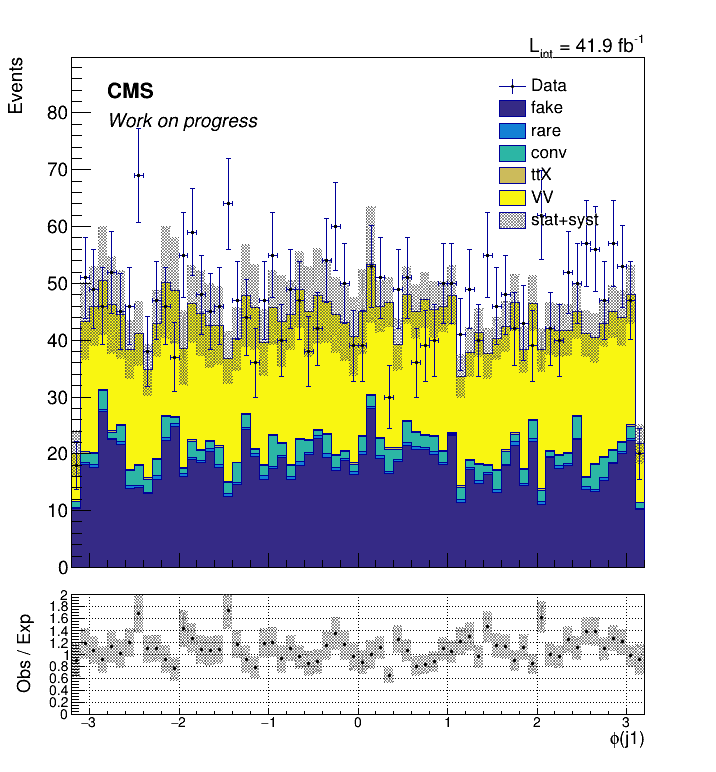 L_int = 41.9 fb^-1
Events
CMS
Work on progress
Data
fake
rare
conv
ttX
VV
stat+syst
80
70
60
50
40
30
20
10
0
Obs / Exp
2
1.8
1.6
1.4
1.2
1
0.8
0.6
0.4
0.2
0
−3 −2 −1 0 1 2 3
ϕ(j1)